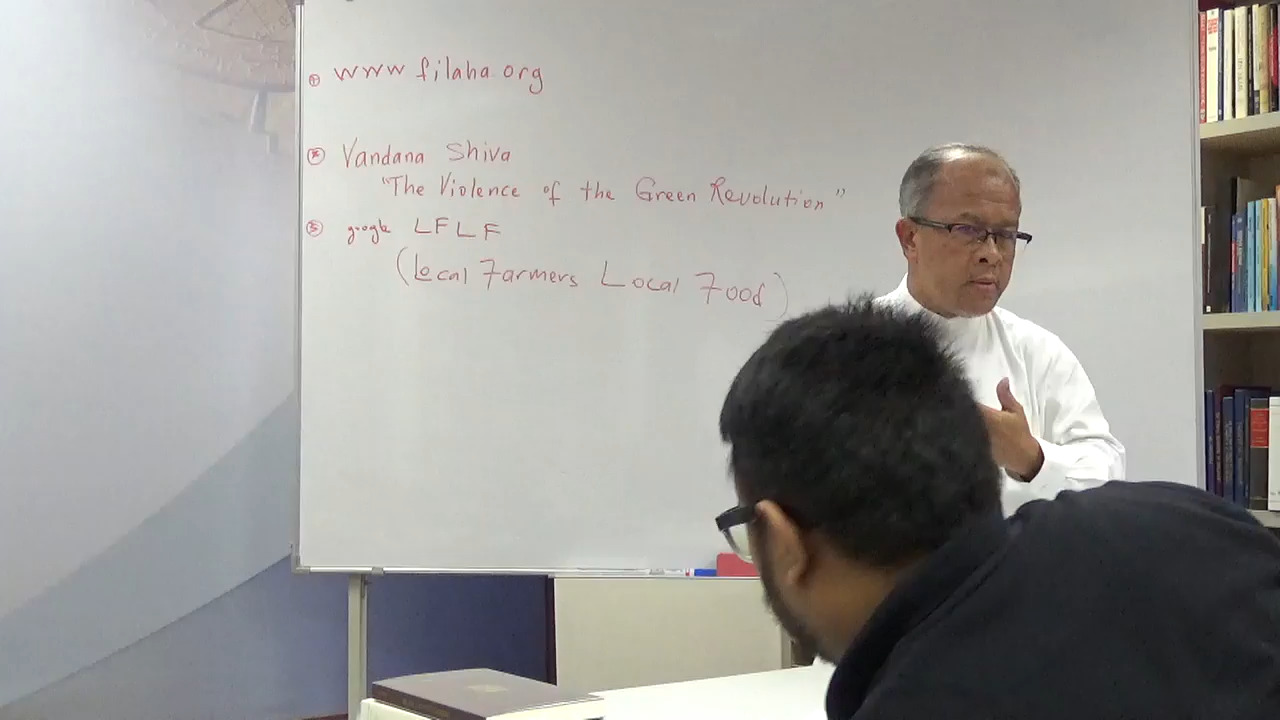 www filaha.org
Vandana Shiva
"The Violence of the Green Revolution"
google LFLF
(Local Farmers Local Food)